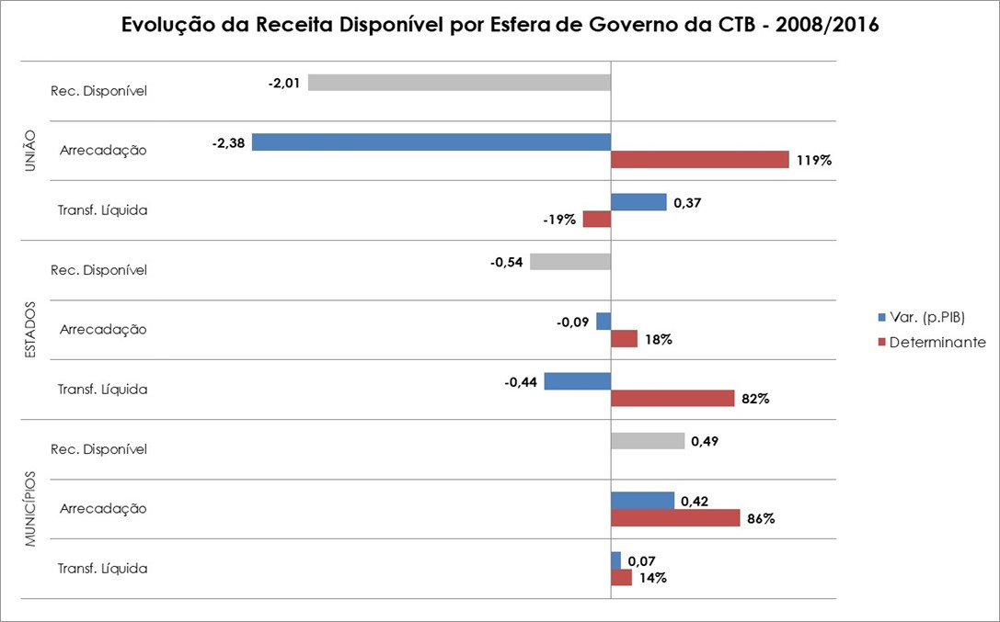 Evolução da Receita Disponível por Esfera de Governo da CTB - 2008/2016
UNIÃO
Rec. Disponível
-2,01
Arrecadação
-2,38
119%
Transf. Líquida
0,37
-19%
ESTADOS
Rec. Disponível
-0,54
Arrecadação
-0,09
18%
Transf. Líquida
-0,44
82%
MUNICÍPIOS
Rec. Disponível
0,49
Arrecadação
0,42
86%
Transf. Líquida
0,07
14%
Var. (p.PIB)
Determinante